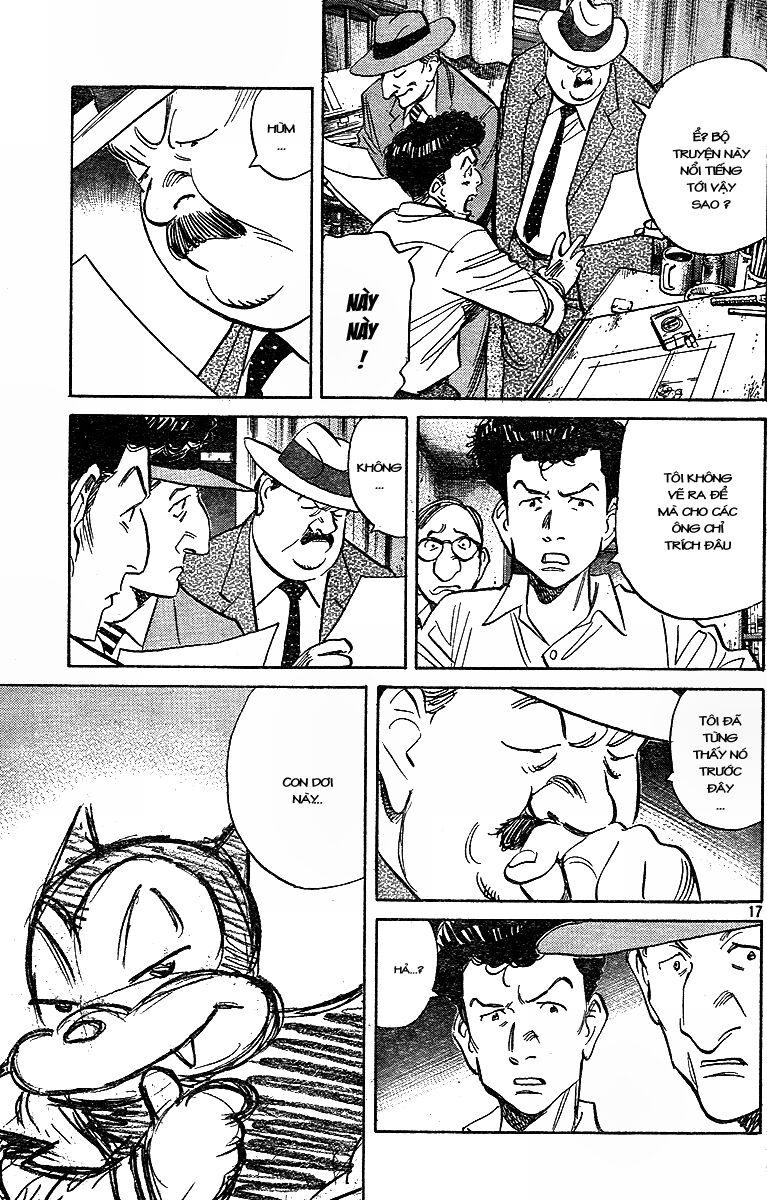 Ể? BỘ
TRUYỆN NÀY
NỔI TIẾNG
TỚI VẬY
SAO ?
NÀY
NÀY
!
HỪM
...
TÔI KHÔNG
VẼ RA ĐỂ
MÀ CHO CÁC
ÔNG CHỈ
TRÍCH ĐÂU
KHÔNG
...
TÔI ĐÃ
TỪNG
THẤY NÓ
TRƯỚC
ĐÂY
...
HẢ...?
CON DƠI
NÀY...
17